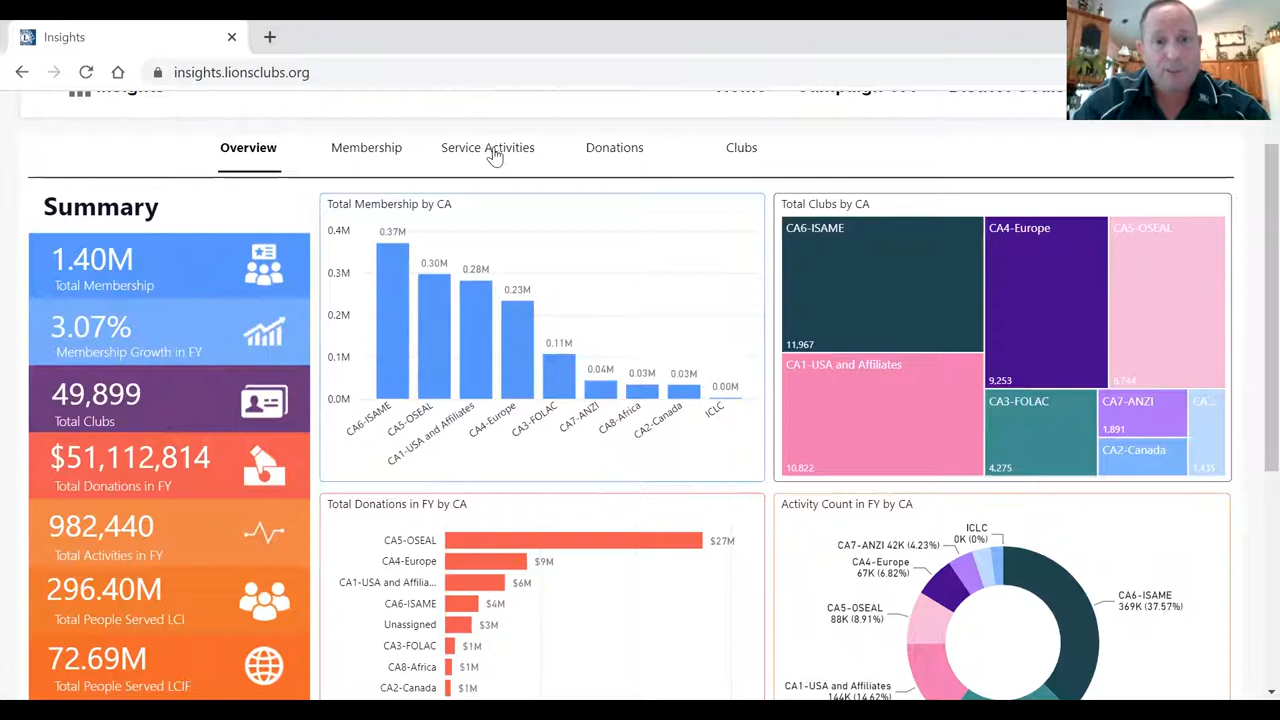 Insights
insights.lionsclubs.org
Insights
Overview
Membership
Service Activities
Donations
Clubs
Summary
1.40M
Total Membership
3.07%
Membership Growth in FY
49,899
Total Clubs
$51,112,814
Total Donations in FY
982,440
Total Activities in FY
296.40M
Total People Served LCI
72.69M
Total People Served LCIF
Total Membership by CA
0.4M
0.3M
0.2M
0.1M
0.0M
0.37M
0.30M
0.28M
0.23M
0.11M
0.04M
0.03M
0.03M
0.00M
CA6-ISAME
CA5-OSEAL
CA1-USA and Affiliates
CA4-Europe
CA3-FOLAC
CA7-ANZI
CA8-Africa
CA2-Canada
ICLC
Total Clubs by CA
CA6-ISAME
11,967
CA1-USA and Affiliates
10,822
CA4-Europe
9,253
CA5-OSEAL
CA3-FOLAC
4,275
CA7-ANZI
1,891
CA2-Canada
CA...
1,435
Total Donations in FY by CA
CA5-OSEAL
$27M
CA4-Europe
$9M
CA1-USA and Affilia...
$6M
CA6-ISAME
$4M
Unassigned
$3M
CA3-FOLAC
$1M
CA8-Africa
$1M
CA2-Canada
$1M
Activity Count in FY by CA
ICLC
0K (0%)
CA7-ANZI 42K (4.23%)
CA4-Europe
67K (6.82%)
CA5-OSEAL
88K (8.91%)
CA1-USA and Affiliates
144K (14.62%)
CA6-ISAME
369K (37.57%)